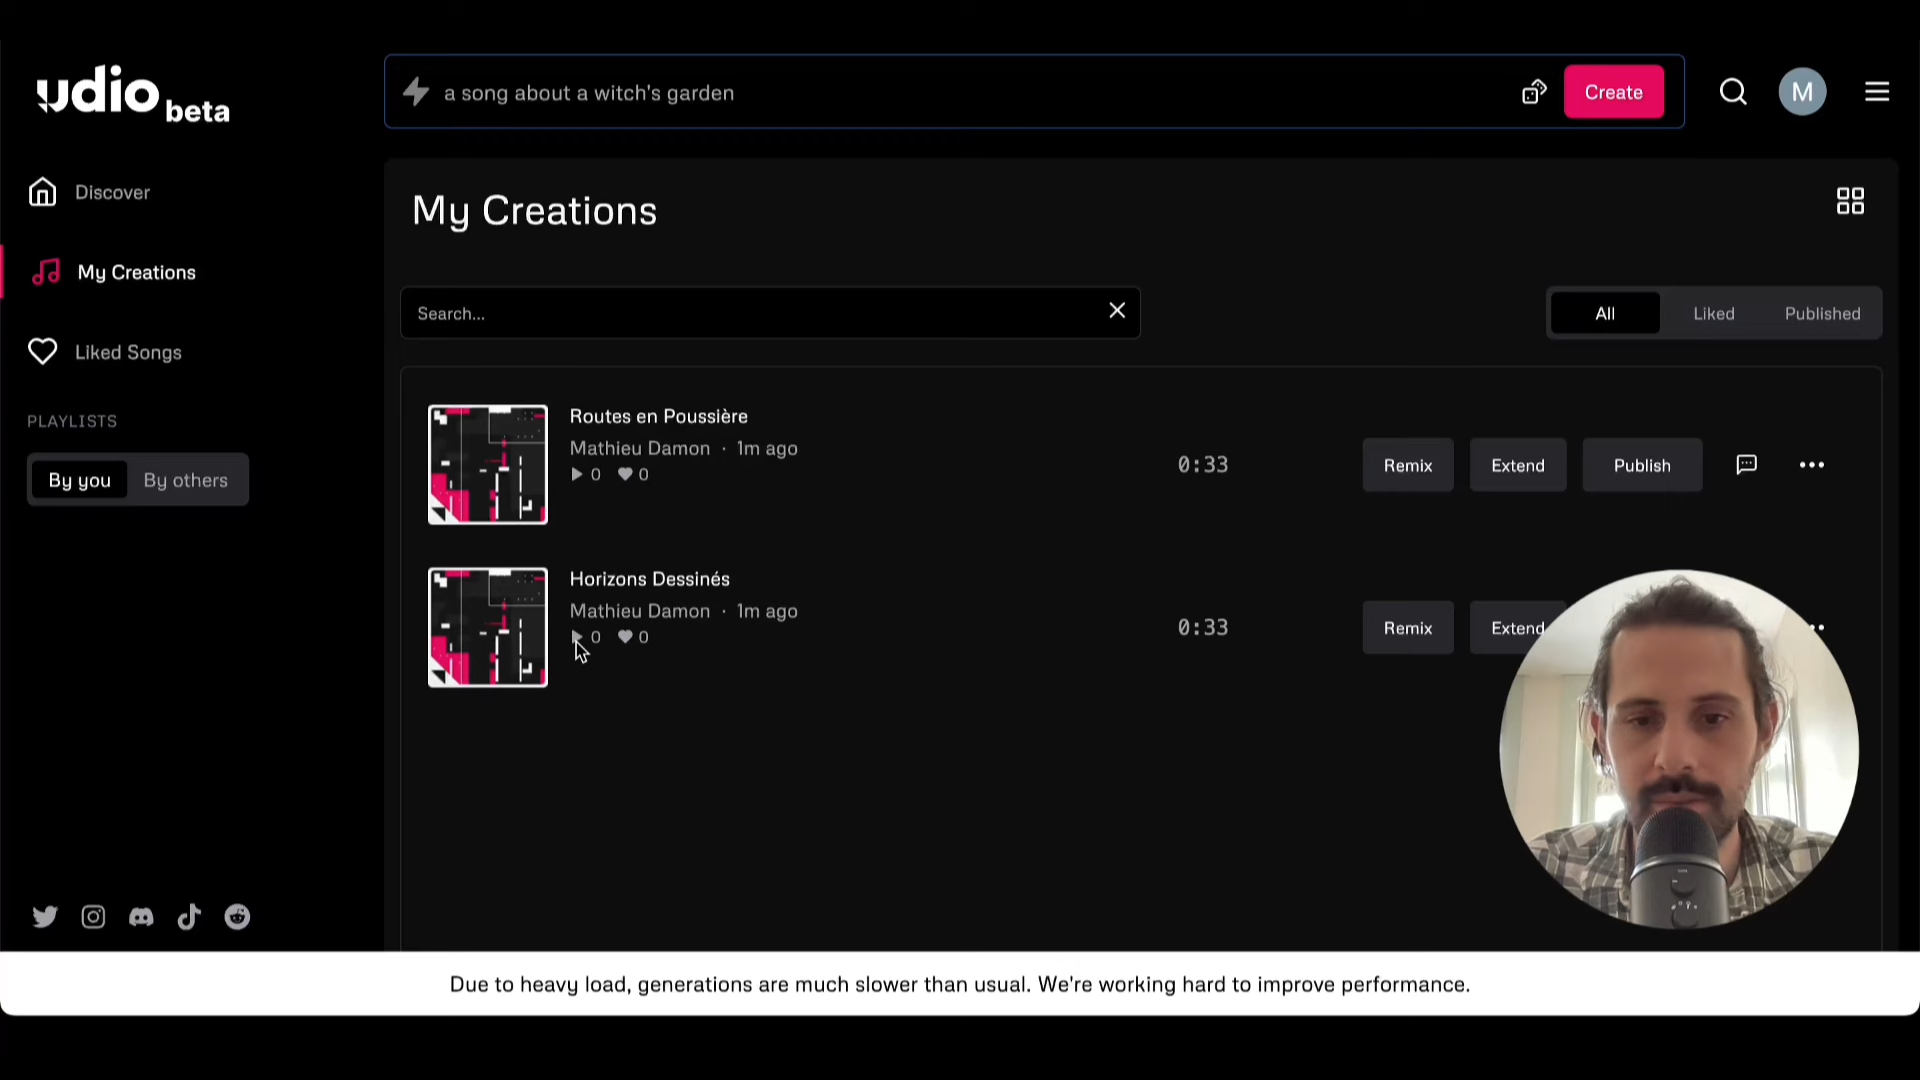 udio beta
a song about a witch's garden
Create
M
Discover
My Creations
My Creations
Liked Songs
Search...
All
Liked
Published
PLAYLISTS
By you
By others
Routes en Poussière
Mathieu Damon · 1m ago
0
0
0:33
Remix
Extend
Publish
Horizons Dessinés
Mathieu Damon · 1m ago
0
0
0:33
Remix
Extend
Due to heavy load, generations are much slower than usual. We're working hard to improve performance.